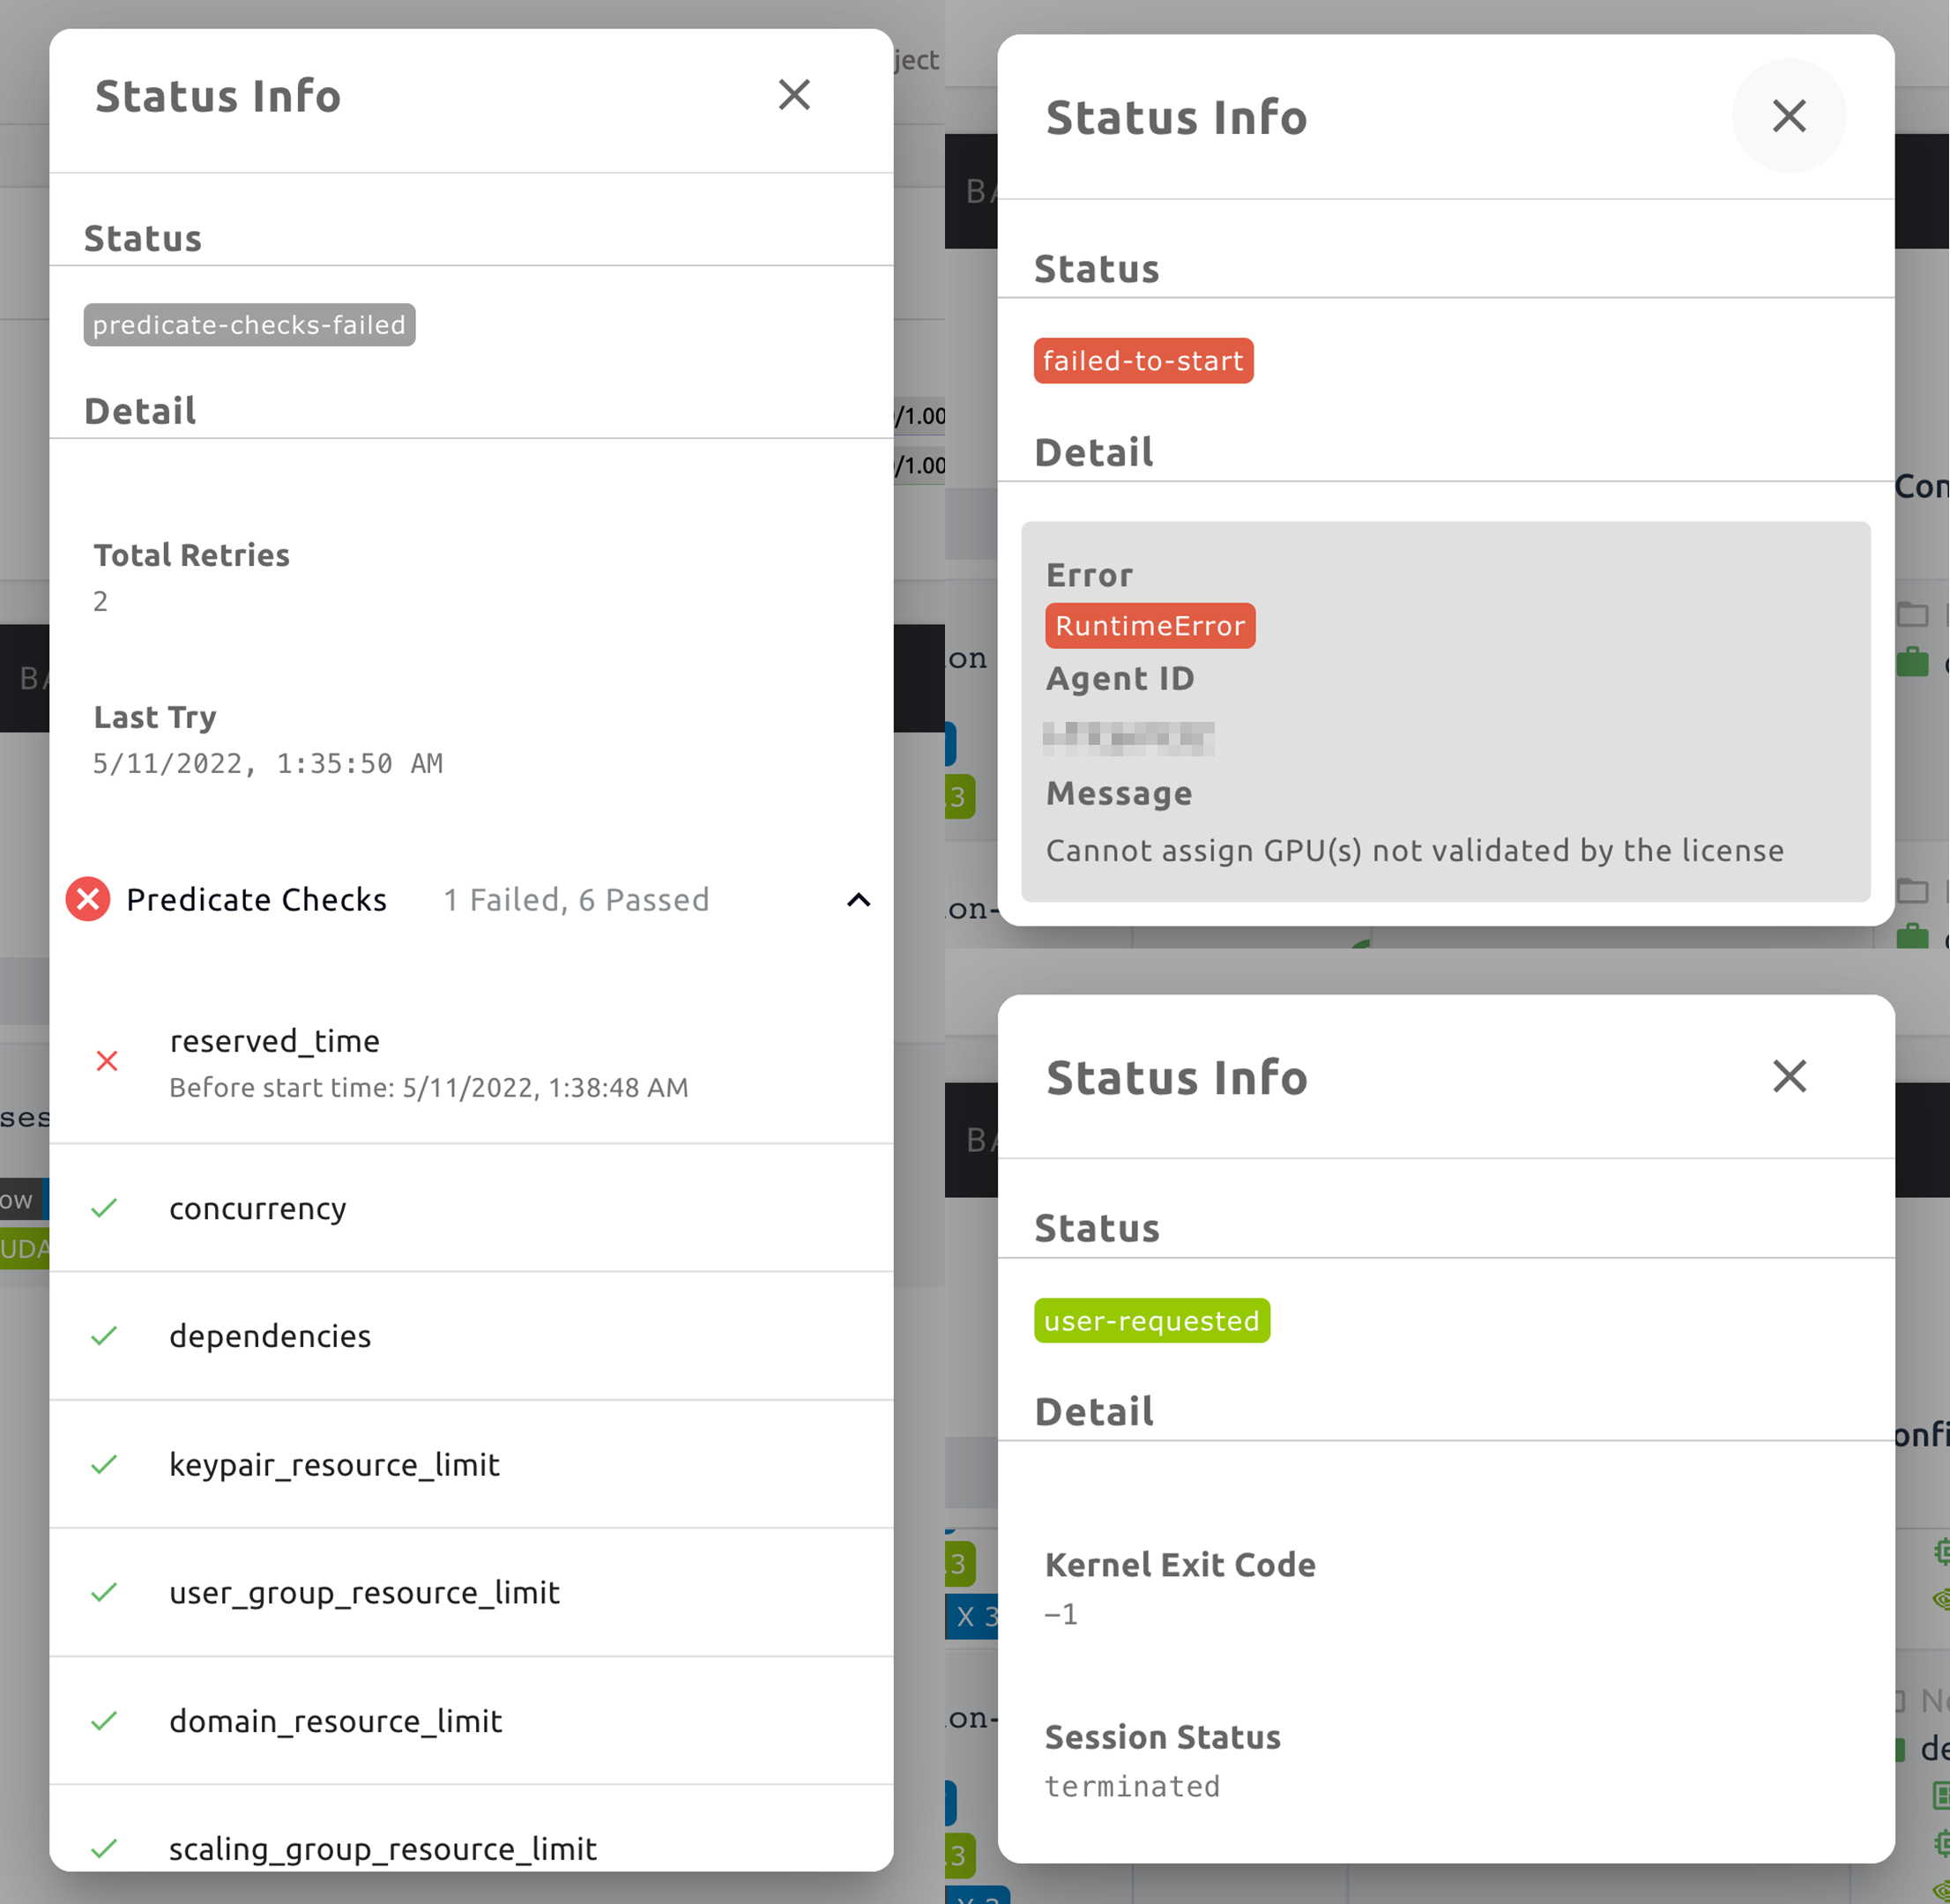 Status Info
Status
predicate-checks-failed
Detail
Total Retries
2
Last Try
5/11/2022, 1:35:50 AM
Predicate Checks 1 Failed, 6 Passed
reserved_time
Before start time: 5/11/2022, 1:38:48 AM
concurrency
dependencies
keypair_resource_limit
user_group_resource_limit
domain_resource_limit
scaling_group_resource_limit
Status Info
Status
failed-to-start
Detail
Error
RuntimeError
Agent ID
Message
Cannot assign GPU(s) not validated by the license
Status Info
Status
user-requested
Detail
Kernel Exit Code
–1
Session Status
terminated